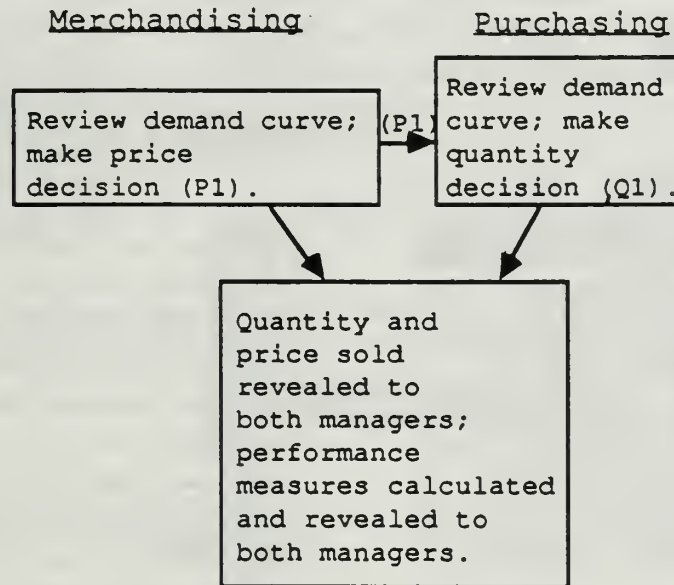 Merchandising
Purchasing
Review demand curve;
make price
decision (P1).
(P1)
Review demand
curve; make
quantity
decision (Q1).
Quantity and
price sold
revealed to
both managers;
performance
measures calculated
and revealed to
both managers.